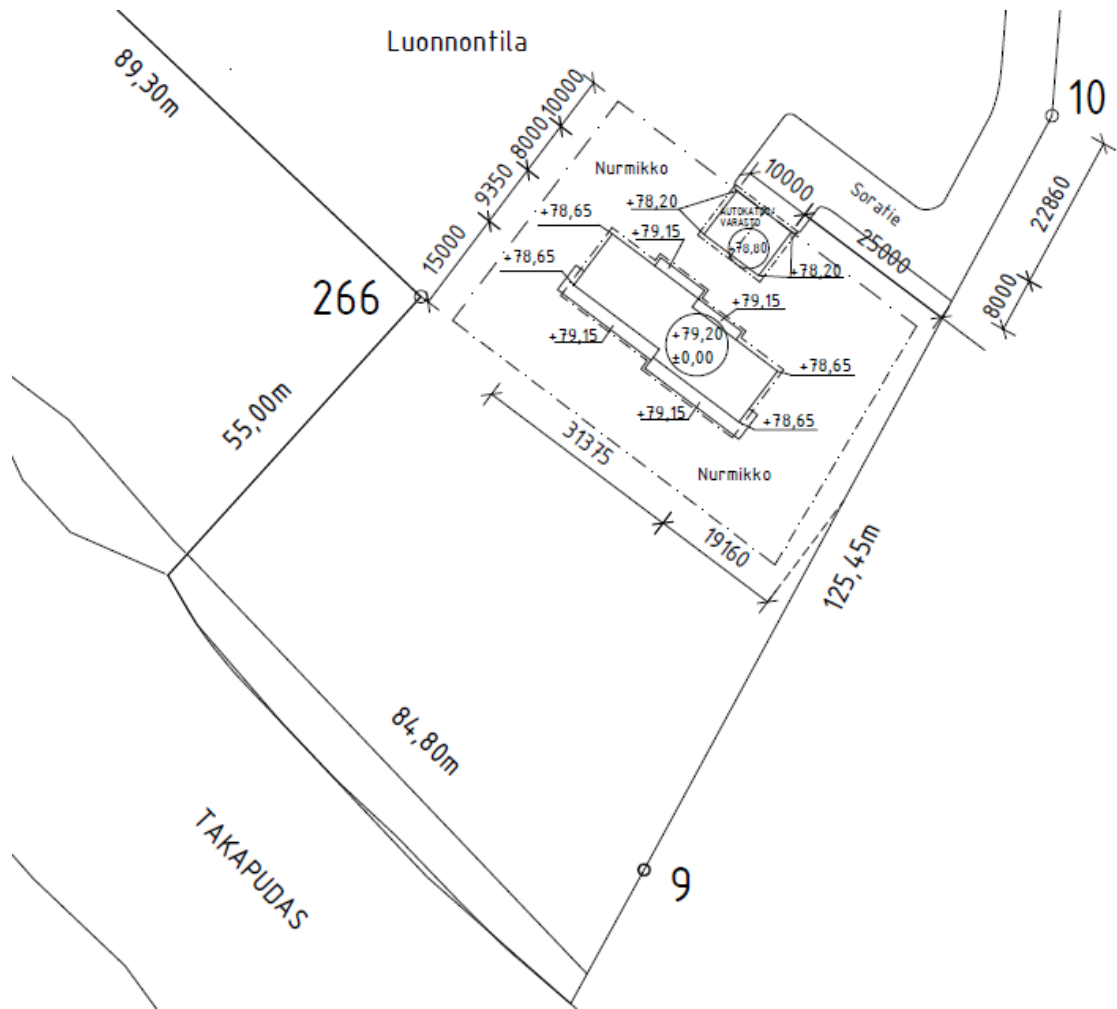 Luonnontila
89,30m
10
10000
8000
9350
15000
Nurmikko
10000
Soratie
22860
+78,65
+78,20
+79,15
AUTOKATOS/
VARASTO
+78,80
25000
+78,65
+78,20
8000
266
+79,15
+79,15
+79,20
±0,00
+78,65
+79,15
+78,65
55,00m
31375
Nurmikko
19160
125,45m
84,80m
TAKAPUDAS
9